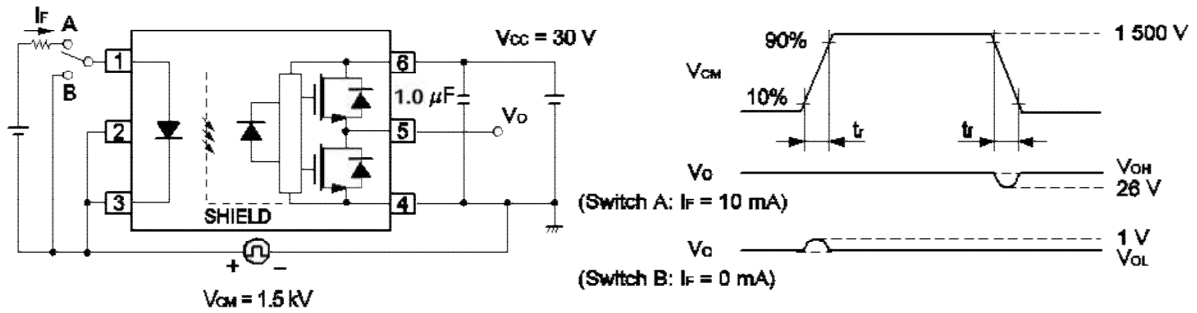 IF
A
B
1
2
3
SHIELD
6
5
4
VCC = 30 V
1.0 μF
VO
+
−
VCM = 1.5 kV
VCM
90%
10%
1 500 V
tr
tf
VO
(Switch A: IF = 10 mA)
VOH
26 V
VO
(Switch B: IF = 0 mA)
1 V
VOL